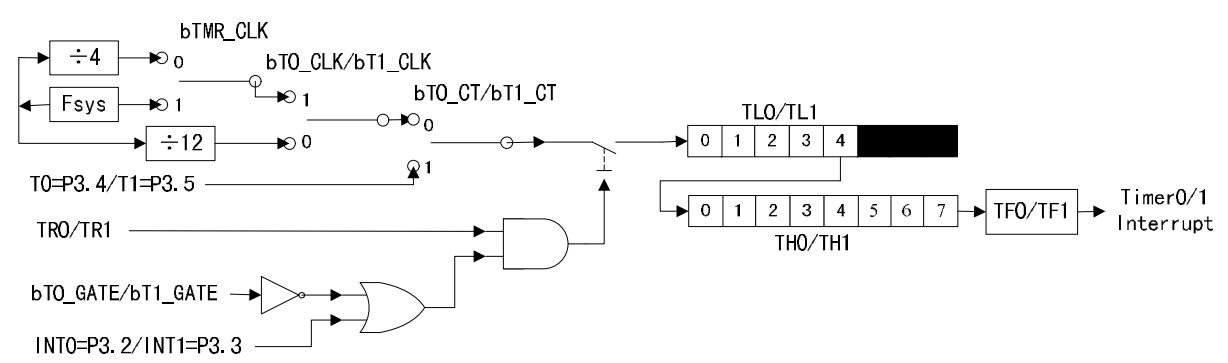 bTMR_CLK
÷4
0
bT0_CLK/bT1_CLK
Fsys
1
1
bT0_CT/bT1_CT
0
÷12
0
TL0/TL1
0 1 2 3 4
1
T0=P3.4/T1=P3.5
0 1 2 3 4 5 6 7
TF0/TF1
Timer0/1
Interrupt
TH0/TH1
TR0/TR1
bT0_GATE/bT1_GATE
INT0=P3.2/INT1=P3.3